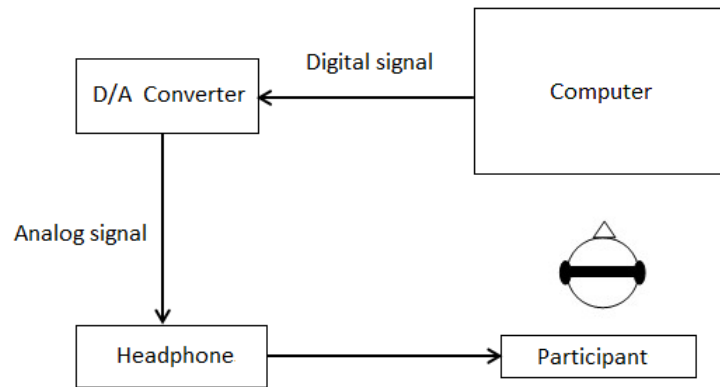 Digital signal
D/A Converter
Computer
Analog signal
Headphone
Participant